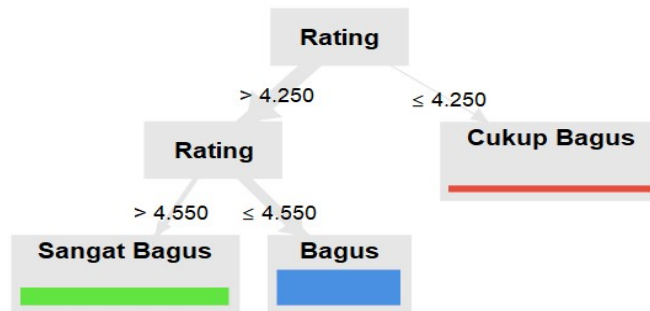 Rating
> 4.250
≤ 4.250
Rating
Cukup Bagus
> 4.550
≤ 4.550
Sangat Bagus
Bagus